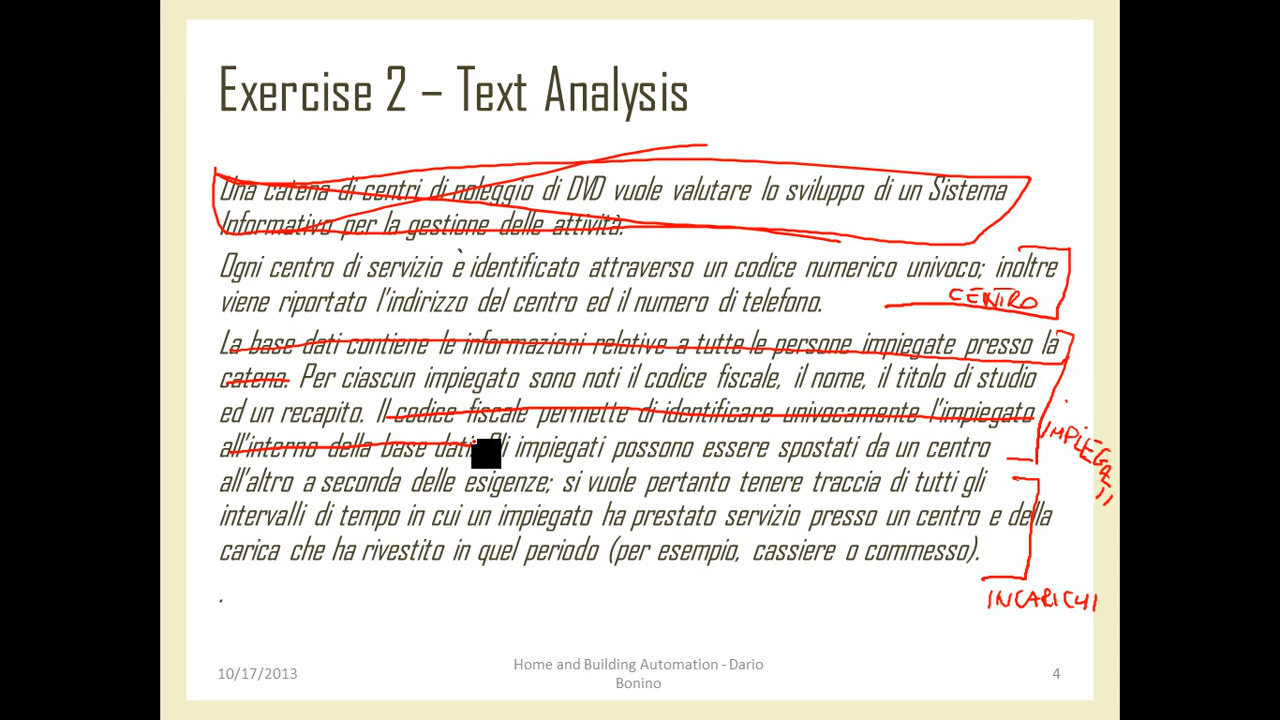 Exercise 2 – Text Analysis
Una catena di centri di noleggio di DVD vuole valutare lo sviluppo di un Sistema
Informativo per la gestione delle attività.
Ogni centro di servizio è identificato attraverso un codice numerico univoco; inoltre
viene riportato l'indirizzo del centro ed il numero di telefono.
CENTRO
La base dati contiene le informazioni relative a tutte le persone impiegate presso la
catena. Per ciascun impiegato sono noti il codice fiscale, il nome, il titolo di studio
ed un recapito. Il codice fiscale permette di identificare univocamente l'impiegato
all'interno della base dati. Gli impiegati possono essere spostati da un centro
IMPIEGATI
all'altro a seconda delle esigenze; si vuole pertanto tenere traccia di tutti gli
intervalli di tempo in cui un impiegato ha prestato servizio presso un centro e della
carica che ha rivestito in quel periodo (per esempio, cassiere o commesso).
.
INCARICHI
10/17/2013
Home and Building Automation - Dario
Bonino
4